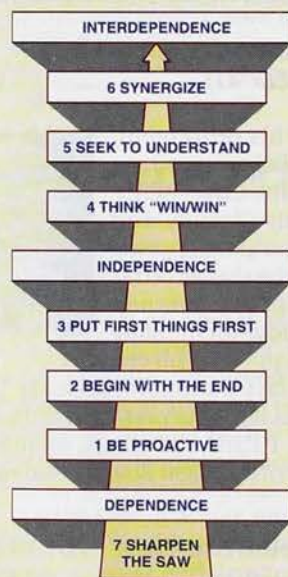 INTERDEPENDENCE
6 SYNERGIZE
5 SEEK TO UNDERSTAND
4 THINK “WIN/WIN”
INDEPENDENCE
3 PUT FIRST THINGS FIRST
2 BEGIN WITH THE END
1 BE PROACTIVE
DEPENDENCE
7 SHARPEN
THE SAW